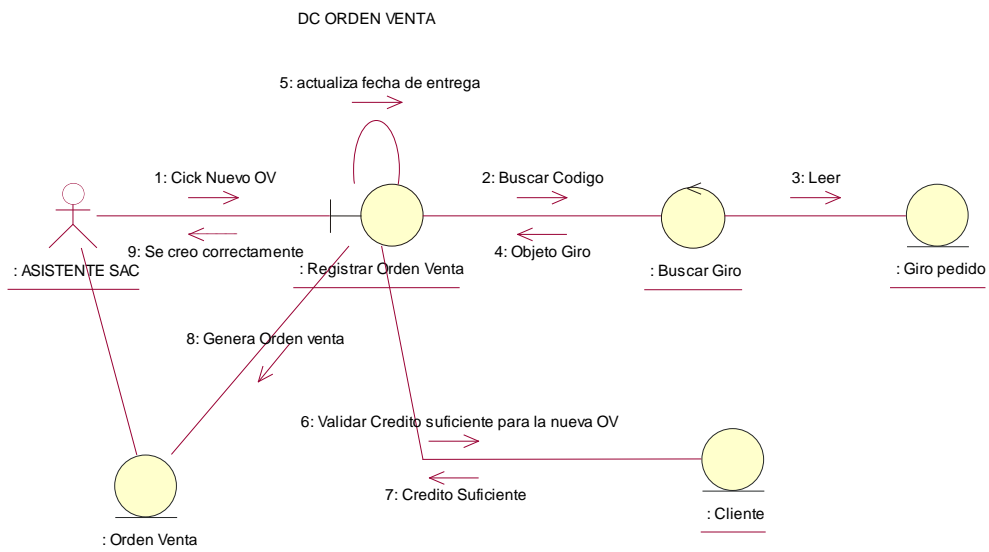 DC ORDEN VENTA
5: actualiza fecha de entrega
1: Cick Nuevo OV
2: Buscar Codigo
3: Leer
9: Se creo correctamente
4: Objeto Giro
: ASISTENTE SAC
: Registrar Orden Venta
: Buscar Giro
: Giro pedido
8: Genera Orden venta
6: Validar Credito suficiente para la nueva OV
7: Credito Suficiente
: Cliente
: Orden Venta